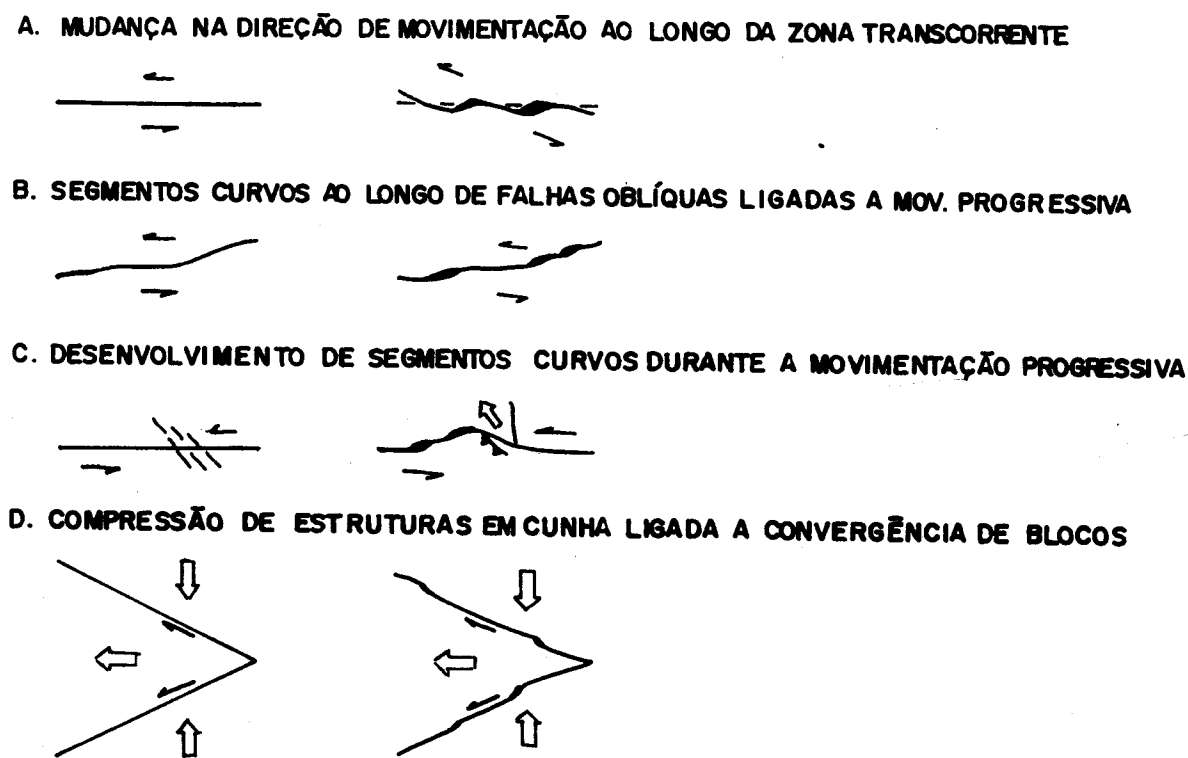 A. MUDANÇA NA DIREÇÃO DE MOVIMENTAÇÃO AO LONGO DA ZONA TRANSCORRENTE
B. SEGMENTOS CURVOS AO LONGO DE FALHAS OBLÍQUAS LIGADAS A MOV. PROGRESSIVA
C. DESENVOLVIMENTO DE SEGMENTOS CURVOS DURANTE A MOVIMENTAÇÃO PROGRESSIVA
D. COMPRESSÃO DE ESTRUTURAS EM CUNHA LIGADA A CONVERGÊNCIA DE BLOCOS